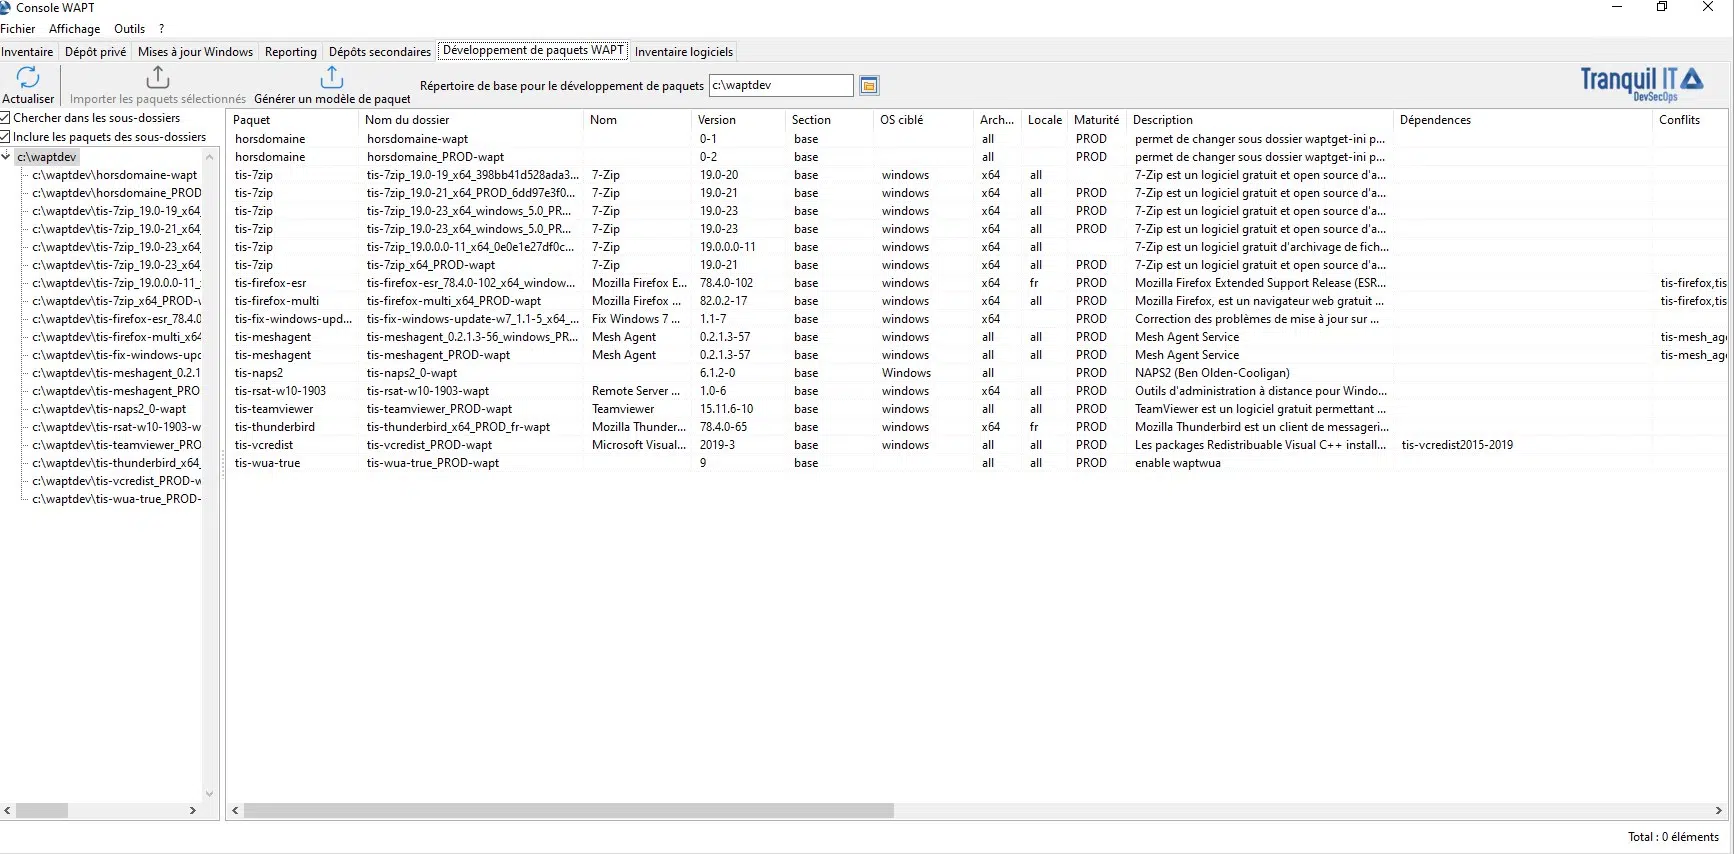 Console WAPT
Fichier Affichage Outils ?
Inventaire Dépôt privé Mises à jour Windows Reporting Dépôts secondaires Développement de paquets WAPT Inventaire logiciels
Actualiser Importer les paquets sélectionnés Générer un modèle de paquet Répertoire de base pour le développement de paquets c:\waptdev
Tranquil IT
DevSecOps
Chercher dans les sous-dossiers
Inclure les paquets des sous-dossiers
c:\waptdev
c:\waptdev\horsdomaine-wapt
c:\waptdev\horsdomaine_PROD
c:\waptdev\tis-7zip_19.0-19_x64_
c:\waptdev\tis-7zip_19.0-21_x64_
c:\waptdev\tis-7zip_19.0-23_x64_
c:\waptdev\tis-7zip_19.0-23_x64_
c:\waptdev\tis-7zip_19.0.0.0-11_
c:\waptdev\tis-7zip_x64_PROD-w
c:\waptdev\tis-firefox-esr_78.4.0
c:\waptdev\tis-firefox-multi_x64
c:\waptdev\tis-fix-windows-upd
c:\waptdev\tis-meshagent_0.2.1
c:\waptdev\tis-meshagent_PRO
c:\waptdev\tis-naps2_0-wapt
c:\waptdev\tis-rsat-w10-1903-w
c:\waptdev\tis-teamviewer_PRO
c:\waptdev\tis-thunderbird_x64_
c:\waptdev\tis-vcredist_PROD-w
c:\waptdev\tis-wua-true_PROD-
Paquet Nom du dossier Nom Version Section OS ciblé Arch... Locale Maturité Description Dépendences Conflits
horsdomaine horsdomaine-wapt 0-1 base all PROD permet de changer sous dossier waptget-ini p...
horsdomaine horsdomaine_PROD-wapt 0-2 base all PROD permet de changer sous dossier waptget-ini p...
tis-7zip tis-7zip_19.0-19_x64_398bb41d528ada3... 7-Zip 19.0-20 base windows x64 all 7-Zip est un logiciel gratuit et open source d'a...
tis-7zip tis-7zip_19.0-21_x64_PROD_6dd97e3f0... 7-Zip 19.0-21 base windows x64 all PROD 7-Zip est un logiciel gratuit et open source d'a...
tis-7zip tis-7zip_19.0-23_x64_windows_5.0_PR... 7-Zip 19.0-23 base windows x64 all PROD 7-Zip est un logiciel gratuit et open source d'a...
tis-7zip tis-7zip_19.0-23_x64_windows_5.0_PR... 7-Zip 19.0-23 base windows x64 all PROD 7-Zip est un logiciel gratuit et open source d'a...
tis-7zip tis-7zip_19.0.0.0-11_x64_0e0e1e27df0c... 7-Zip 19.0.0.0-11 base windows x64 all 7-Zip est un logiciel gratuit d'archivage de fich...
tis-7zip tis-7zip_x64_PROD-wapt 7-Zip 19.0-21 base windows x64 all PROD 7-Zip est un logiciel gratuit et open source d'a...
tis-firefox-esr tis-firefox-esr_78.4.0-102_x64_window... Mozilla Firefox E... 78.4.0-102 base windows x64 fr PROD Mozilla Firefox Extended Support Release (ESR... tis-firefox,tis
tis-firefox-multi tis-firefox-multi_x64_PROD-wapt Mozilla Firefox ... 82.0.2-17 base windows x64 all PROD Mozilla Firefox, est un navigateur web gratuit ... tis-firefox,tis
tis-fix-windows-upd... tis-fix-windows-update-w7_1.1-5_x64_... Fix Windows 7 ... 1.1-7 base windows x64 PROD Correction des problèmes de mise à jour sur ...
tis-meshagent tis-meshagent_0.2.1.3-56_windows_PR... Mesh Agent 0.2.1.3-57 base windows all all PROD Mesh Agent Service tis-mesh_age
tis-meshagent tis-meshagent_PROD-wapt Mesh Agent 0.2.1.3-57 base windows all all PROD Mesh Agent Service tis-mesh_age
tis-naps2 tis-naps2_0-wapt 6.1.2-0 base Windows all PROD NAPS2 (Ben Olden-Cooligan)
tis-rsat-w10-1903 tis-rsat-w10-1903-wapt Remote Server ... 1.0-6 base windows x64 all PROD Outils d'administration à distance pour Windo...
tis-teamviewer tis-teamviewer_PROD-wapt Teamviewer 15.11.6-10 base windows all all PROD TeamViewer est un logiciel gratuit permettant ...
tis-thunderbird tis-thunderbird_x64_PROD_fr-wapt Mozilla Thunder... 78.4.0-65 base windows x64 fr PROD Mozilla Thunderbird est un client de messageri...
tis-vcredist tis-vcredist_PROD-wapt Microsoft Visual... 2019-3 base windows all all PROD Les packages Redistribuable Visual C++ install... tis-vcredist2015-2019
tis-wua-true tis-wua-true_PROD-wapt 9 base all all PROD enable waptwua
Total : 0 éléments